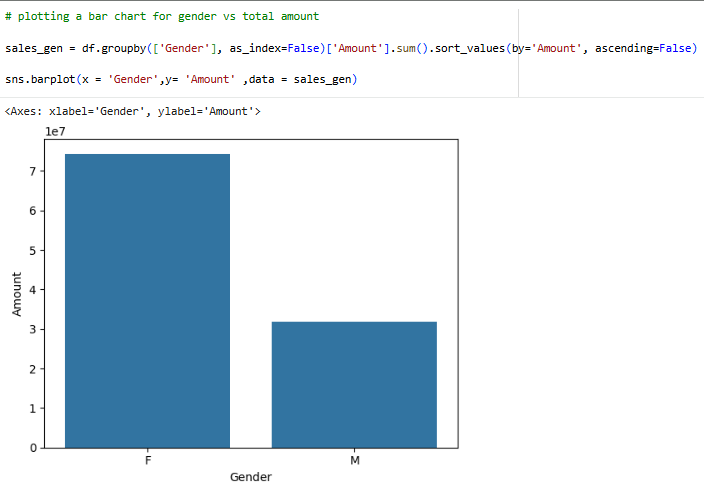 # plotting a bar chart for gender vs total amount
sales_gen = df.groupby(['Gender'], as_index=False)['Amount'].sum().sort_values(by='Amount', ascending=False)
sns.barplot(x = 'Gender',y= 'Amount' ,data = sales_gen)
<Axes: xlabel='Gender', ylabel='Amount'>
1e7
7
6
5
4
3
2
1
0
Amount
F M
Gender